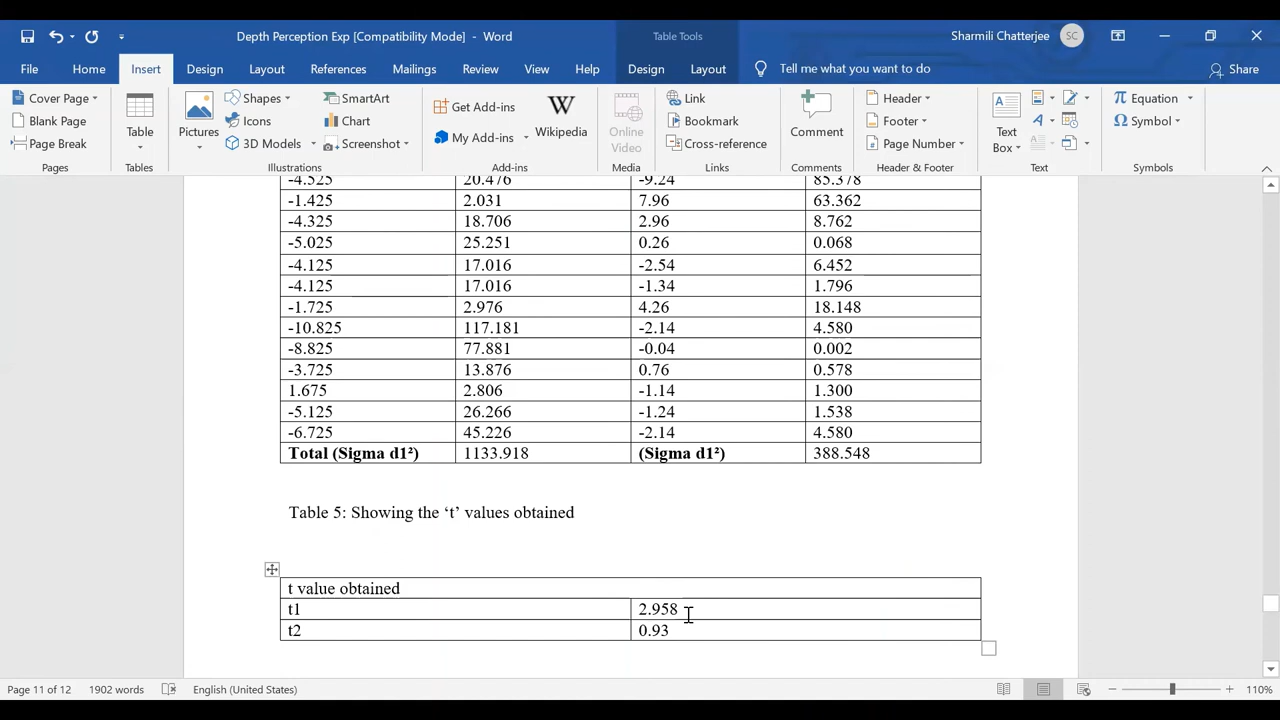 Depth Perception Exp [Compatibility Mode] - Word
Table Tools
Sharmili Chatterjee
SC
File Home Insert Design Layout References Mailings Review View Help Design Layout Tell me what you want to do Share
Cover Page
Blank Page
Page Break
Pages
Table
Tables
Pictures
Shapes
Icons
3D Models
SmartArt
Chart
Screenshot
Illustrations
Get Add-ins
My Add-ins
W
Wikipedia
Add-ins
Online
Video
Media
Link
Bookmark
Cross-reference
Links
Comment
Comments
Header
Footer
Page Number
Header & Footer
Text
Box
Text
π Equation
Ω Symbol
Symbols
-4.525 20.476 -9.24 85.378
-1.425 2.031 7.96 63.362
-4.325 18.706 2.96 8.762
-5.025 25.251 0.26 0.068
-4.125 17.016 -2.54 6.452
-4.125 17.016 -1.34 1.796
-1.725 2.976 4.26 18.148
-10.825 117.181 -2.14 4.580
-8.825 77.881 -0.04 0.002
-3.725 13.876 0.76 0.578
1.675 2.806 -1.14 1.300
-5.125 26.266 -1.24 1.538
-6.725 45.226 -2.14 4.580
Total (Sigma d1²) 1133.918 (Sigma d1²) 388.548
Table 5: Showing the ‘t’ values obtained
t value obtained
t1 2.958
t2 0.93
Page 11 of 12 1902 words English (United States) 110%